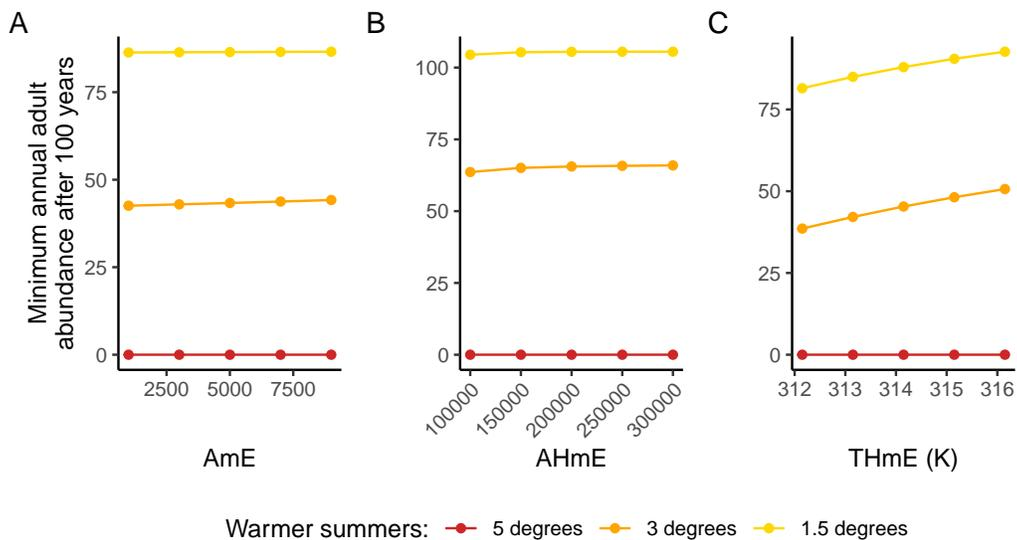 A
B
C
Minimum annual adult
abundance after 100 years
75
50
25
0
2500 5000 7500
AmE
100
75
50
25
0
100000 150000 200000 250000 300000
AHmE
75
50
25
0
312 313 314 315 316
THmE (K)
Warmer summers: 5 degrees 3 degrees 1.5 degrees